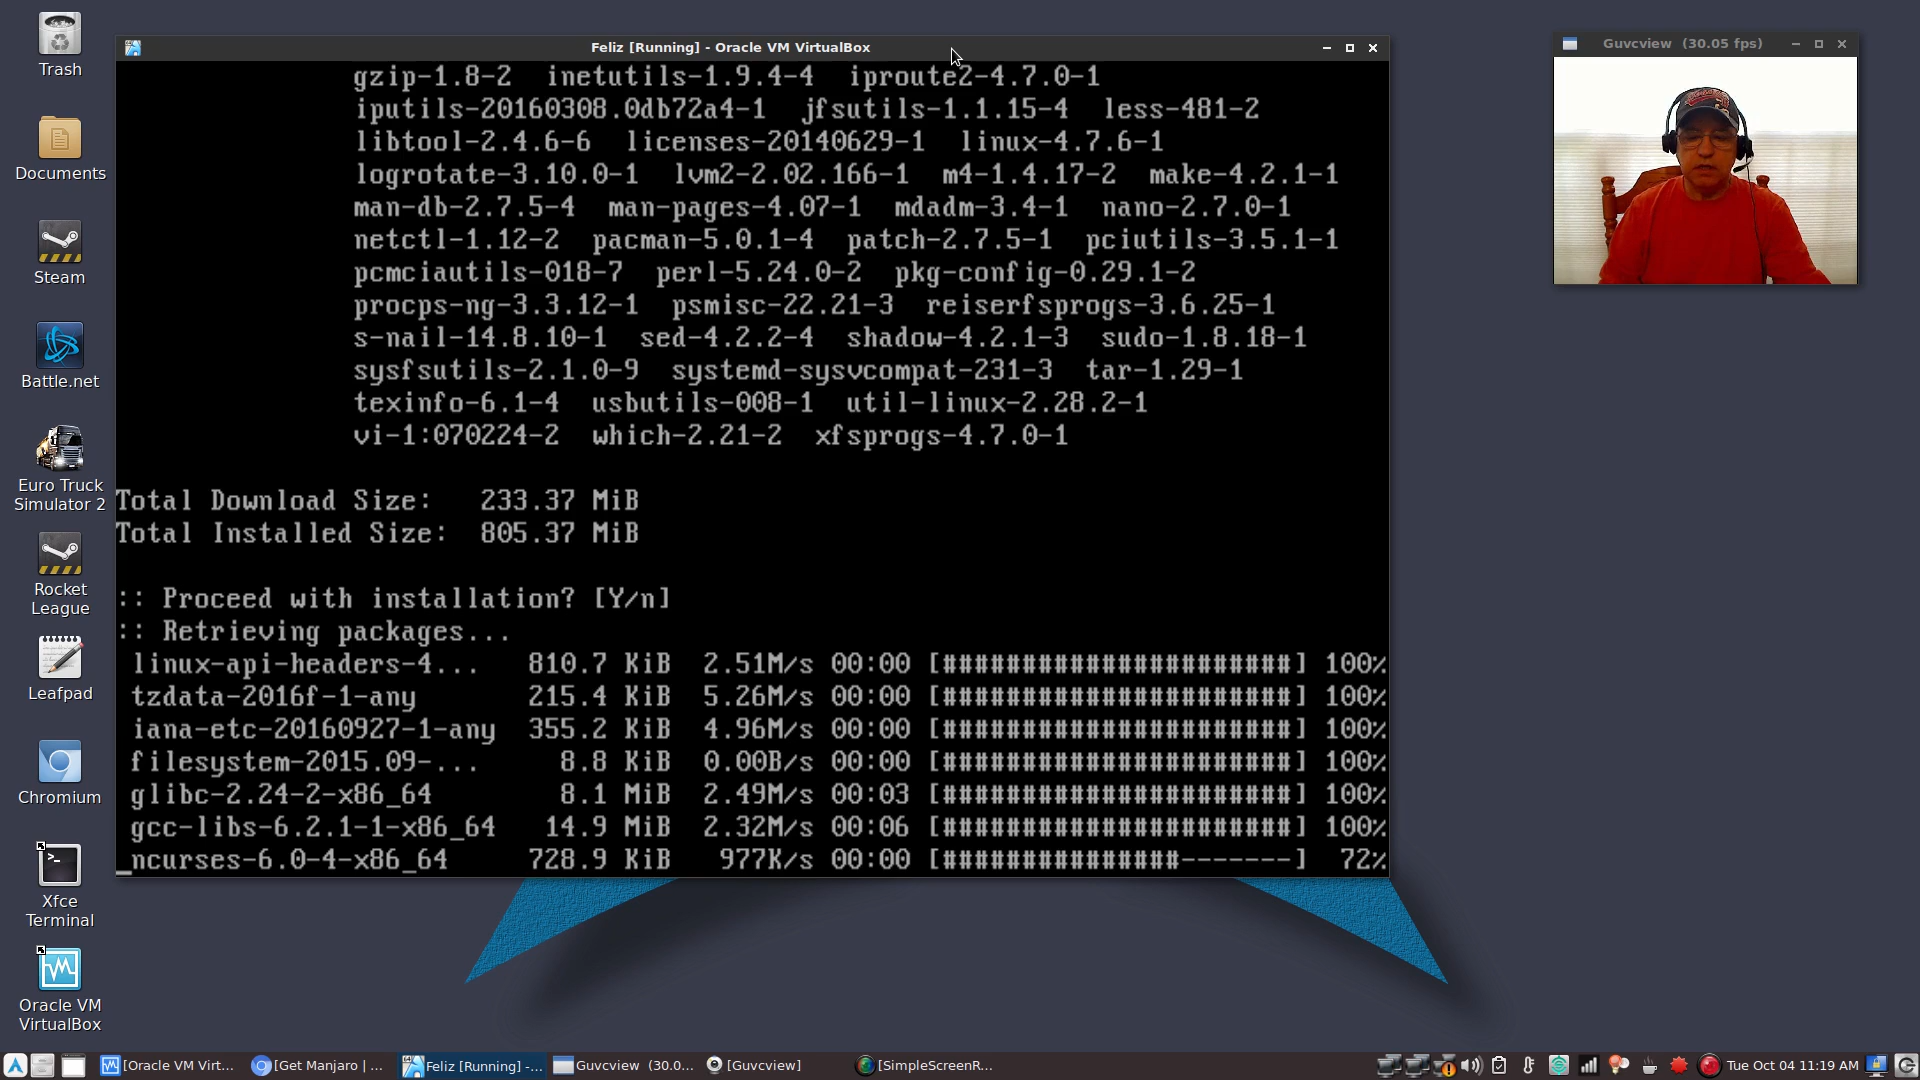 Trash
Documents
Steam
Battle.net
Euro Truck
Simulator 2
Rocket
League
Leafpad
Chromium
Xfce
Terminal
Oracle VM
VirtualBox
Feliz [Running] - Oracle VM VirtualBox
gzip-1.8-2  inetutils-1.9.4-4  iproute2-4.7.0-1
iputils-20160308.0db72a4-1  jfsutils-1.1.15-4  less-481-2
libtool-2.4.6-6  licenses-20140629-1  linux-4.7.6-1
logrotate-3.10.0-1  lvm2-2.02.166-1  m4-1.4.17-2  make-4.2.1-1
man-db-2.7.5-4  man-pages-4.07-1  mdadm-3.4-1  nano-2.7.0-1
netctl-1.12-2  pacman-5.0.1-4  patch-2.7.5-1  pciutils-3.5.1-1
pcmciautils-018-7  perl-5.24.0-2  pkg-config-0.29.1-2
procps-ng-3.3.12-1  psmisc-22.21-3  reiserfsprogs-3.6.25-1
s-nail-14.8.10-1  sed-4.2.2-4  shadow-4.2.1-3  sudo-1.8.18-1
sysfsutils-2.1.0-9  systemd-sysvcompat-231-3  tar-1.29-1
texinfo-6.1-4  usbutils-008-1  util-linux-2.28.2-1
vi-1:070224-2  which-2.21-2  xfsprogs-4.7.0-1
Total Download Size:   233.37 MiB
Total Installed Size:  805.37 MiB
:: Proceed with installation? [Y/n]
:: Retrieving packages...
linux-api-headers-4...   810.7 KiB  2.51M/s 00:00 [######################] 100%
tzdata-2016f-1-any       215.4 KiB  5.26M/s 00:00 [######################] 100%
iana-etc-20160927-1-any  355.2 KiB  4.96M/s 00:00 [######################] 100%
filesystem-2015.09-...     8.8 KiB  0.00B/s 00:00 [######################] 100%
glibc-2.24-2-x86_64        8.1 MiB  2.49M/s 00:03 [######################] 100%
gcc-libs-6.2.1-1-x86_64   14.9 MiB  2.32M/s 00:06 [######################] 100%
_ncurses-6.0-4-x86_64     728.9 KiB   977K/s 00:00 [###############-------]  72%
Guvcview  (30.05 fps)
[Oracle VM Virt...
[Get Manjaro | ...
Feliz [Running] -...
Guvcview  (30.0...
[Guvcview]
[SimpleScreenR...
Tue Oct 04 11:19 AM